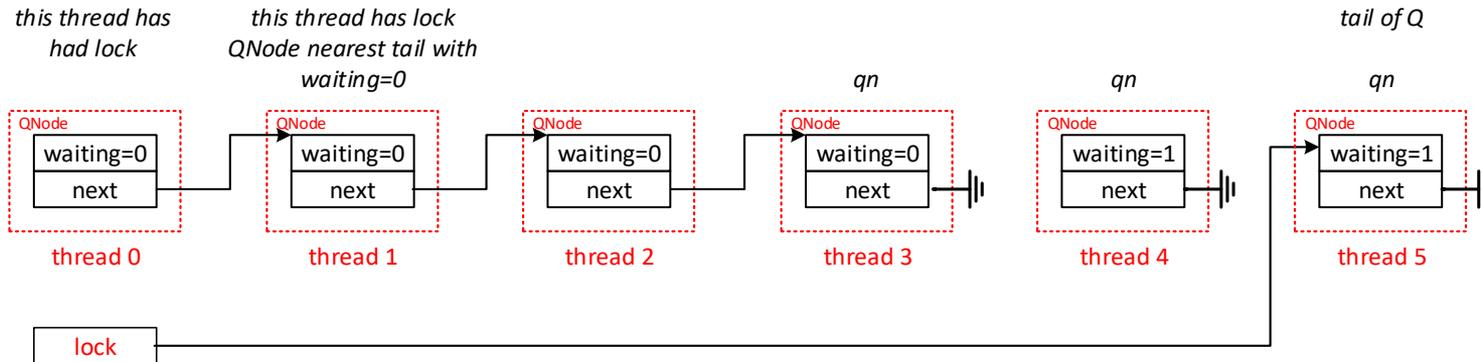 this thread has
had lock
this thread has lock
QNode nearest tail with
waiting=0
tail of Q
qn
qn
qn
QNode
waiting=0
next
thread 0
QNode
waiting=0
next
thread 1
QNode
waiting=0
next
thread 2
QNode
waiting=0
next
thread 3
QNode
waiting=1
next
thread 4
QNode
waiting=1
next
thread 5
lock